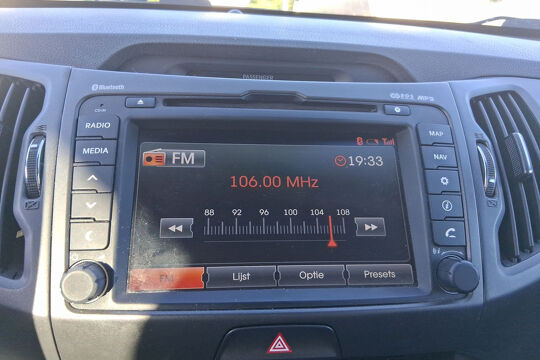 Bluetooth
PASSENGER
MP3
RADIO
MEDIA
MAP
NAV
FM
19:33
106.00 MHz
88 92 96 100 104 108
FM
Lijst
Optie
Presets